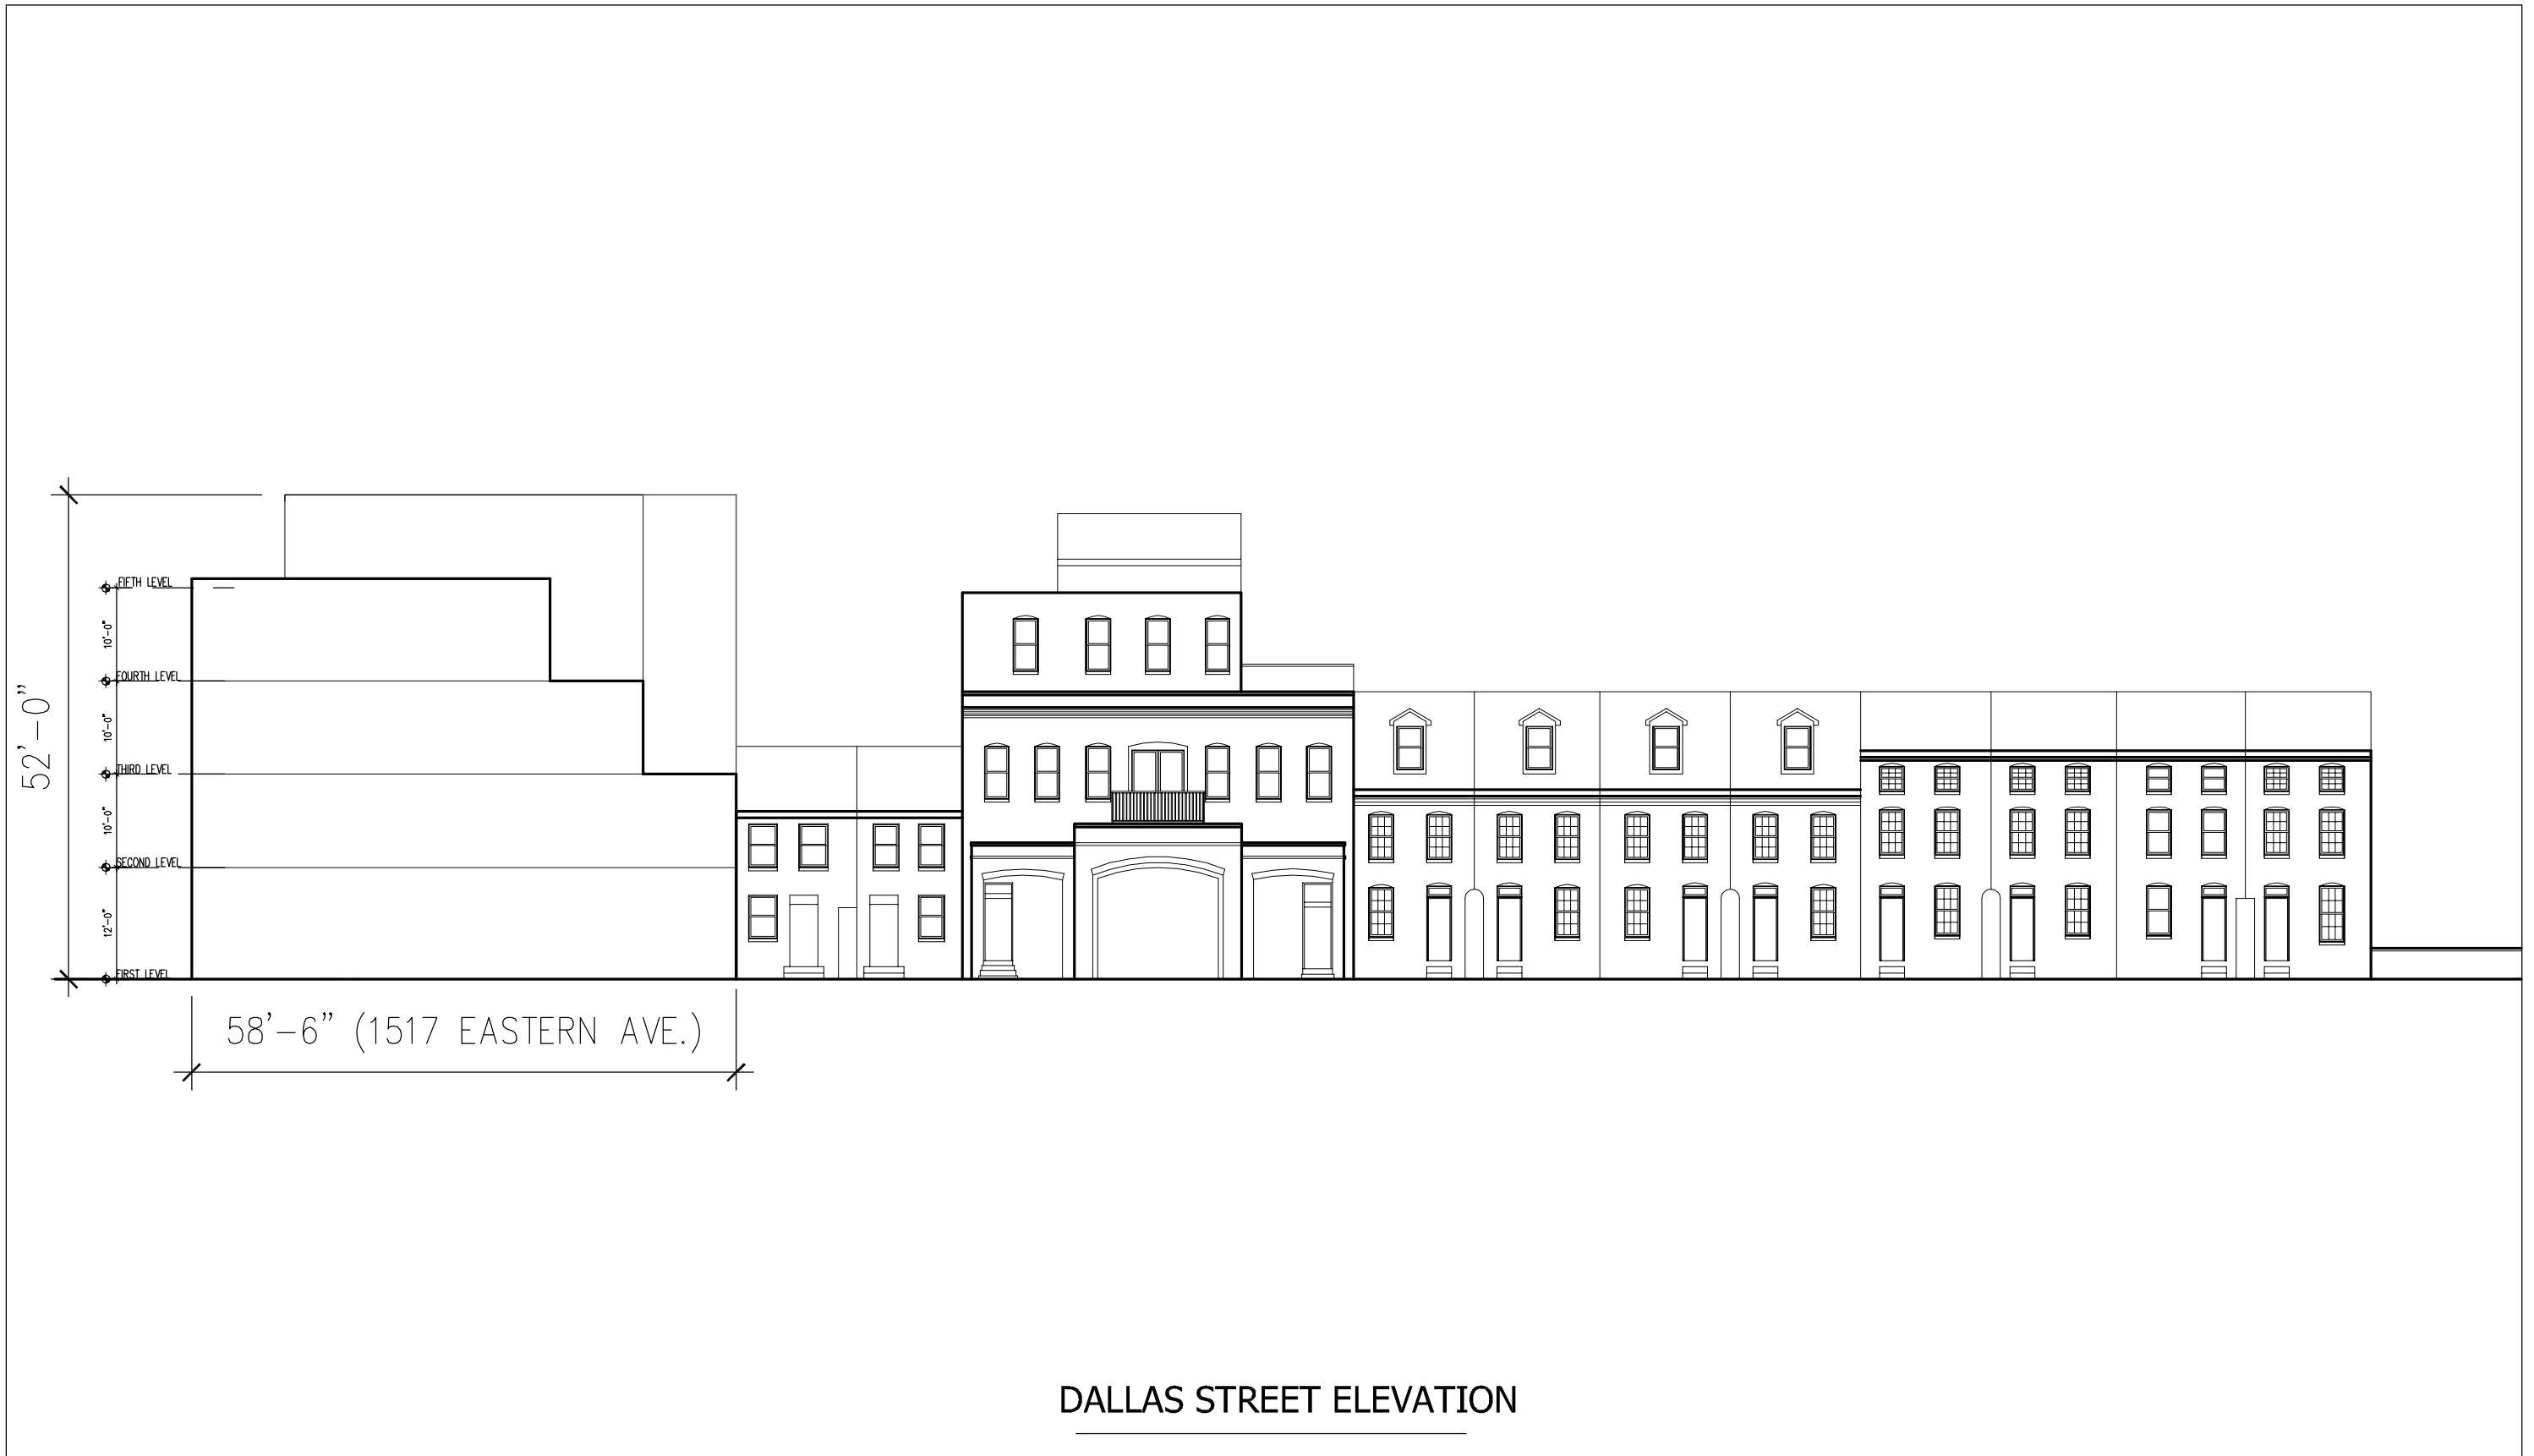 FIFTH LEVEL
10'-0"
FOURTH LEVEL
10'-0"
52'-0"
THIRD LEVEL
10'-0"
SECOND LEVEL
12'-0"
FIRST LEVEL
58'-6" (1517 EASTERN AVE.)
DALLAS STREET ELEVATION